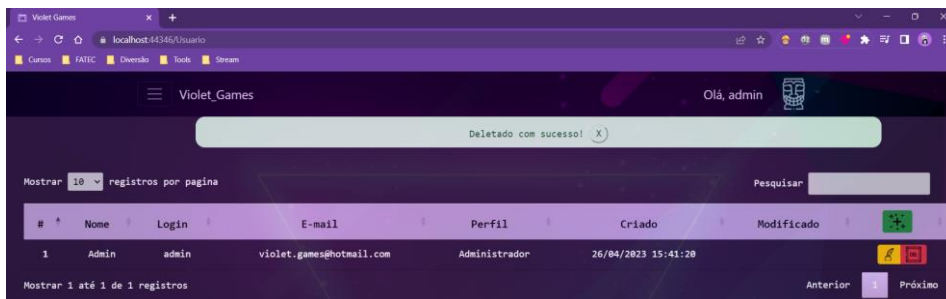 Violet Games
localhost:44346/Usuario
Cursos FATEC Diversão Tools Stream
Violet_Games Olá, admin
Deletado com sucesso! X
Mostrar 10 registros por pagina Pesquisar
# Nome Login E-mail Perfil Criado Modificado
1 Admin admin violet.games@hotmail.com Administrador 26/04/2023 15:41:20
Mostrar 1 até 1 de 1 registros Anterior 1 Próximo